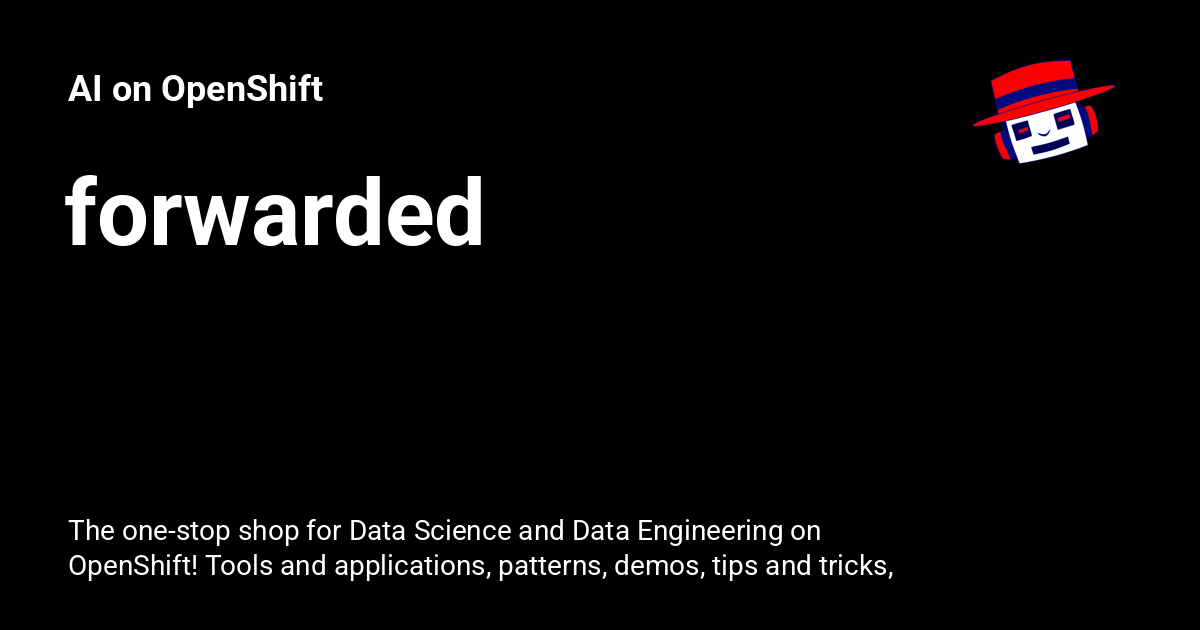 AI on OpenShift
forwarded
The one-stop shop for Data Science and Data Engineering on
OpenShift! Tools and applications, patterns, demos, tips and tricks,